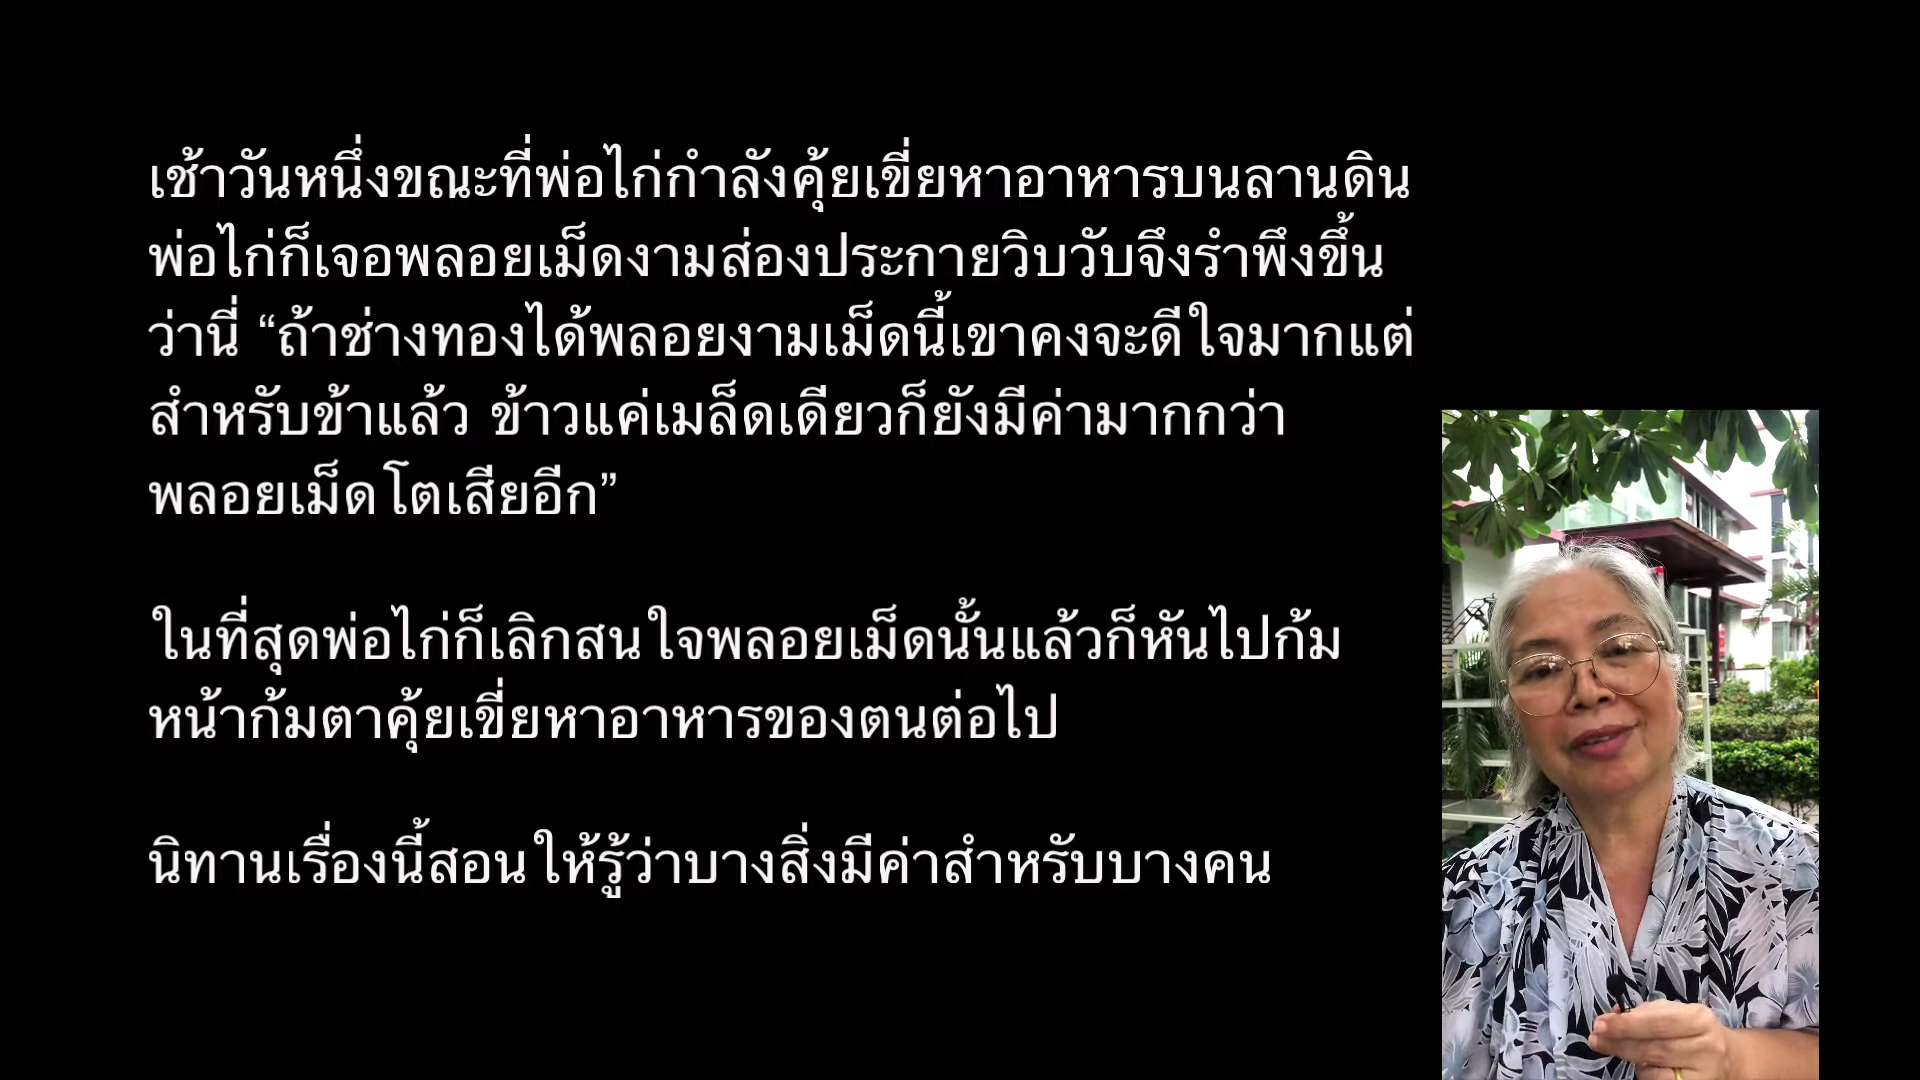 เช้าวันหนึ่งขณะที่พ่อไก่กำลังคุ้ยเขี่ยหาอาหารบนลานดิน
พ่อไก่ก็เจอพลอยเม็ดงามส่องประกายวิบวับจึงรำพึงขึ้น
ว่านี่ “ถ้าช่างทองได้พลอยงามเม็ดนี้เขาคงจะดีใจมากแต่
สำหรับข้าแล้ว ข้าวแค่เมล็ดเดียวก็ยังมีค่ามากกว่า
พลอยเม็ดโตเสียอีก”
ในที่สุดพ่อไก่ก็เลิกสนใจพลอยเม็ดนั้นแล้วก็หันไปก้ม
หน้าก้มตาคุ้ยเขี่ยหาอาหารของตนต่อไป
นิทานเรื่องนี้สอนให้รู้ว่าบางสิ่งมีค่าสำหรับบางคน